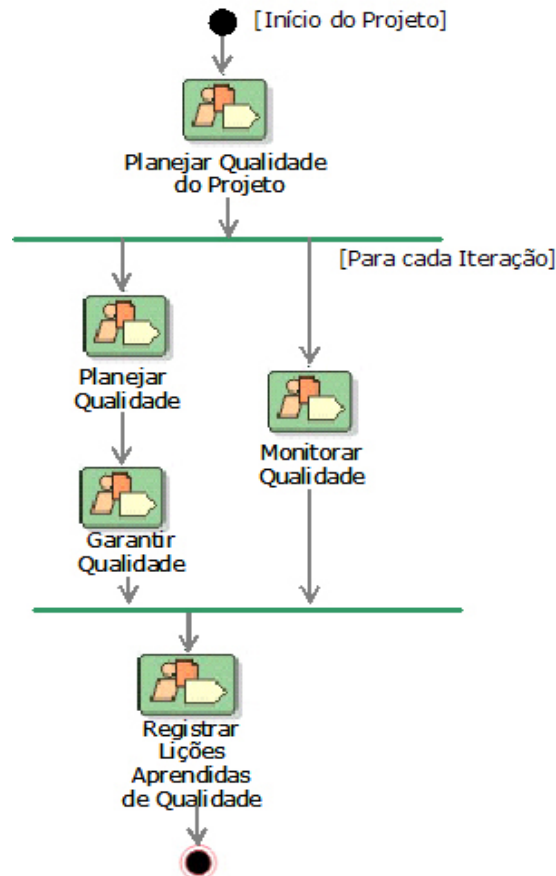 [Início do Projeto]
Planejar Qualidade
do Projeto
[Para cada Iteração]
Planejar
Qualidade
Monitorar
Qualidade
Garantir
Qualidade
Registrar
Lições
Aprendidas
de Qualidade